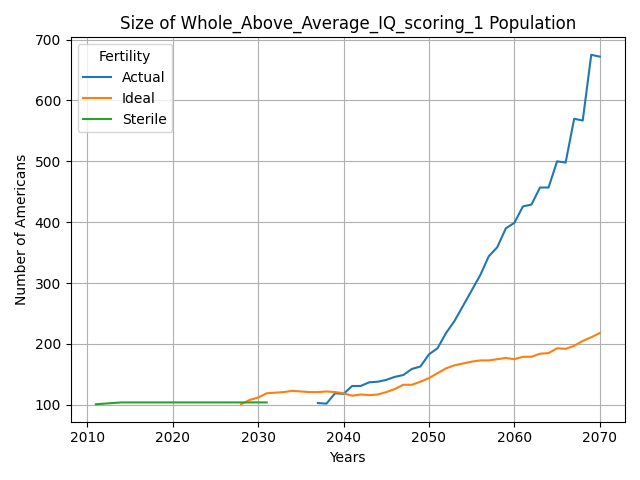 Size of Whole_Above_Average_IQ_scoring_1 Population
Fertility
Actual
Ideal
Sterile
Number of Americans
700
600
500
400
300
200
100
2010 2020 2030 2040 2050 2060 2070
Years